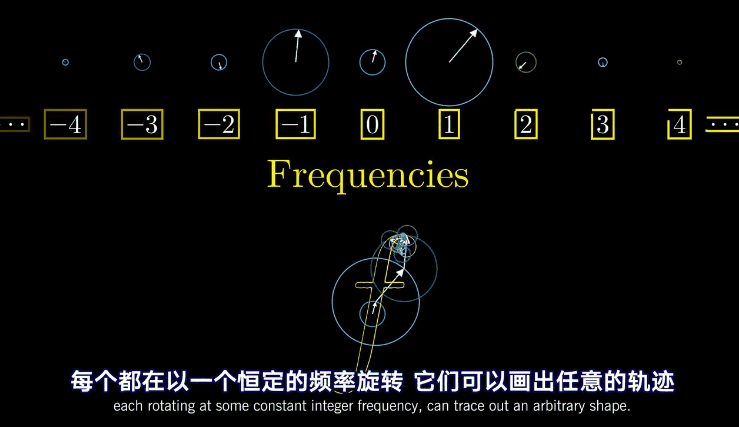 ··· −4 −3 −2 −1 0 1 2 3 4 ···
Frequencies
每个都在以一个恒定的频率旋转 它们可以画出任意的轨迹
each rotating at some constant integer frequency, can trace out an arbitrary shape.